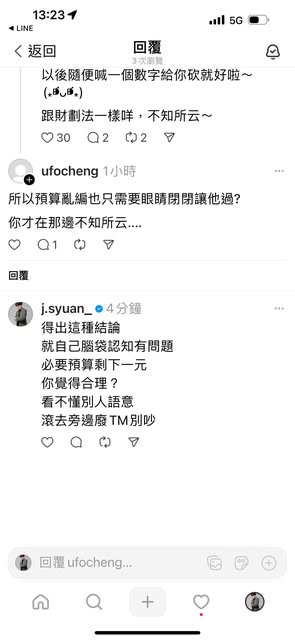 13:23
5G
LINE
返回
回覆
3 次瀏覽
以後隨便喊一個數字給你砍就好啦～
跟財劃法一樣咩，不知所云～
30
2
2
ufocheng 1小時
所以預算亂編也只需要眼睛閉閉讓他過?
你才在那邊不知所云....
1
回覆
j.syuan_ 4分鐘
得出這種結論
就自己腦袋認知有問題
必要預算剩下一元
你覺得合理？
看不懂別人語意
滾去旁邊廢TM別吵
回覆 ufocheng...
GIF